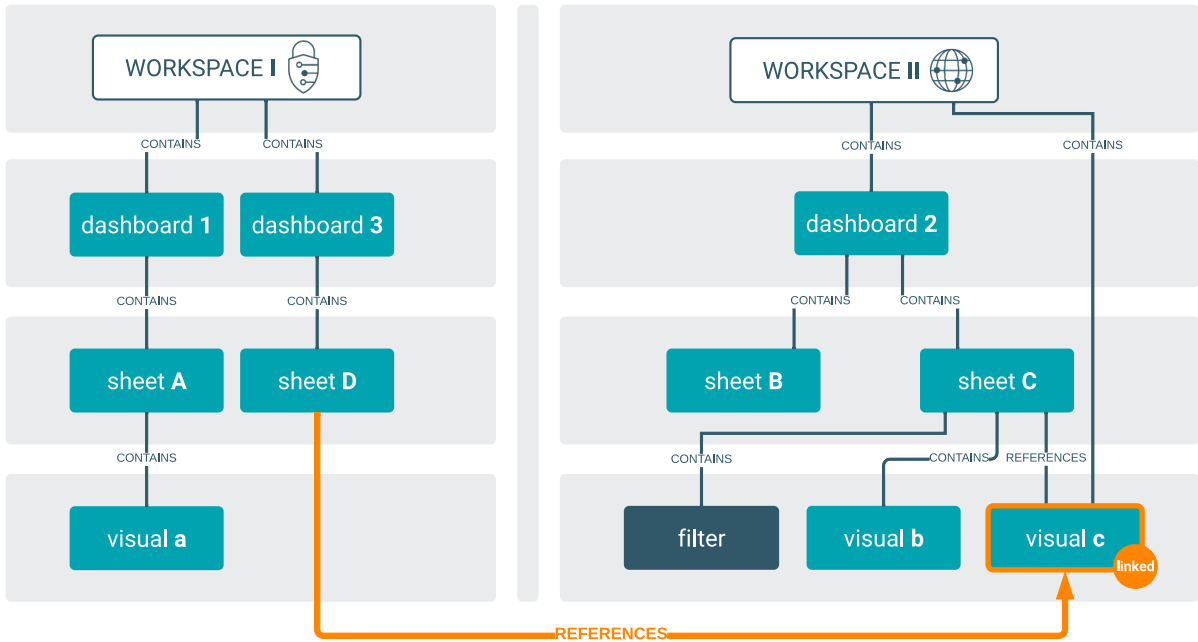 WORKSPACE I
WORKSPACE II
CONTAINS
CONTAINS
CONTAINS
CONTAINS
dashboard 1
dashboard 3
dashboard 2
CONTAINS
CONTAINS
CONTAINS
CONTAINS
sheet A
sheet D
sheet B
sheet C
CONTAINS
CONTAINS
CONTAINS
REFERENCES
visual a
filter
visual b
visual c
linked
REFERENCES